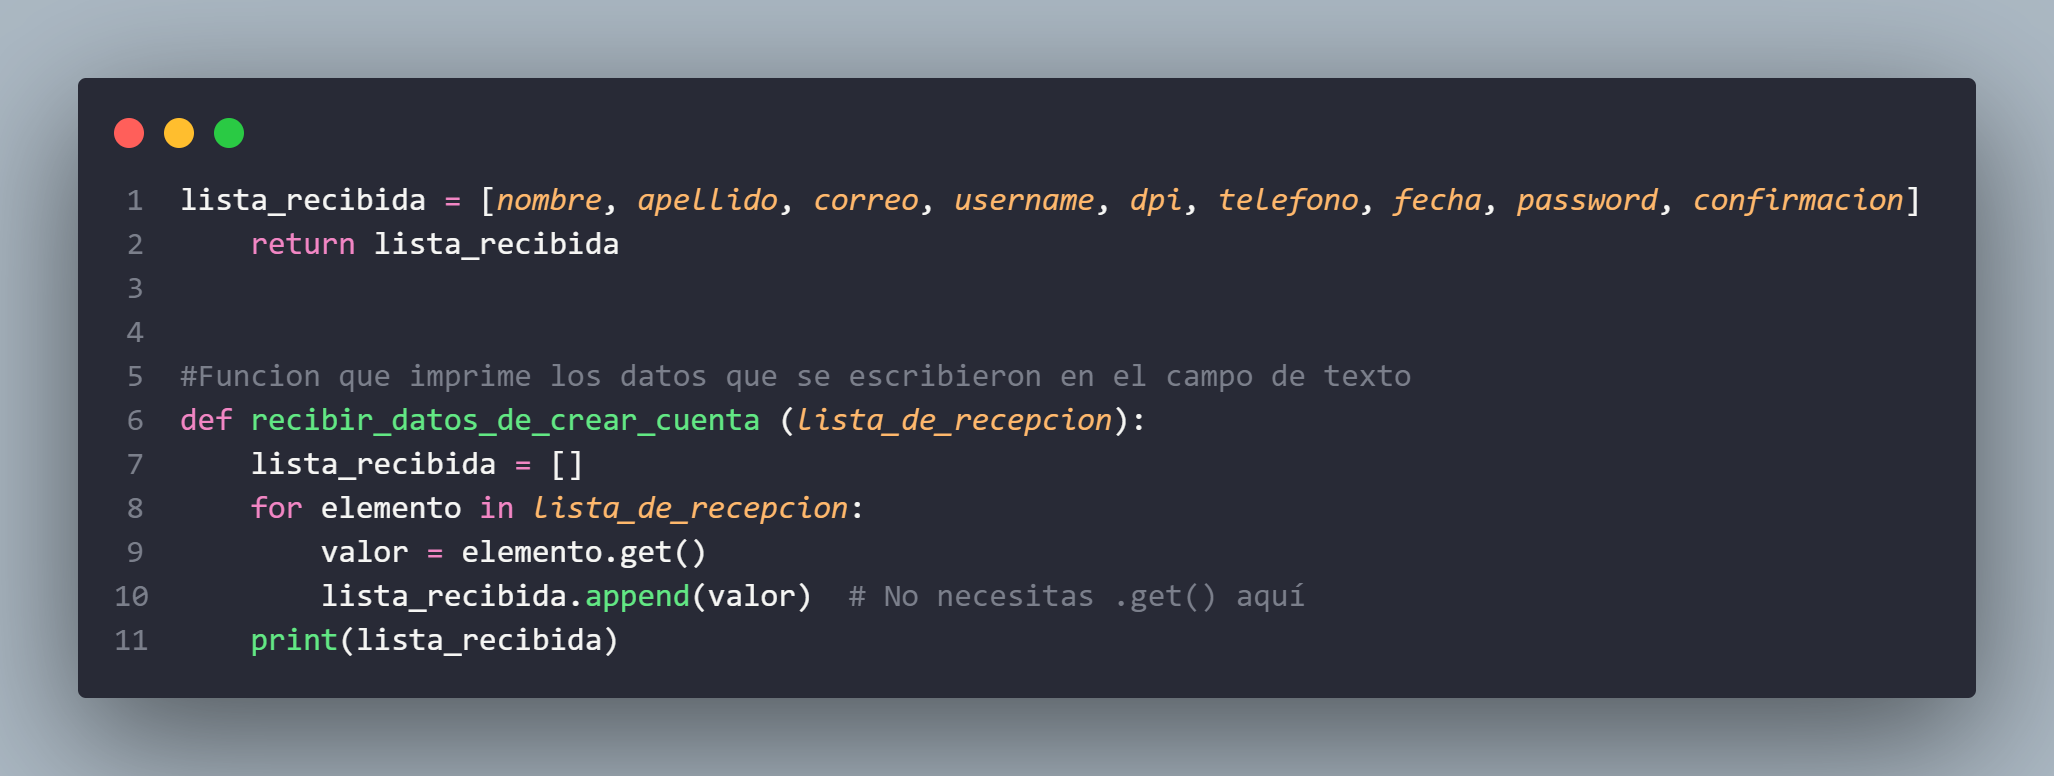 1 lista_recibida = [nombre, apellido, correo, username, dpi, telefono, fecha, password, confirmacion]
2     return lista_recibida
3
4
5 #Funcion que imprime los datos que se escribieron en el campo de texto
6 def recibir_datos_de_crear_cuenta (lista_de_recepcion):
7     lista_recibida = []
8     for elemento in lista_de_recepcion:
9         valor = elemento.get()
10         lista_recibida.append(valor)  # No necesitas .get() aquí
11     print(lista_recibida)